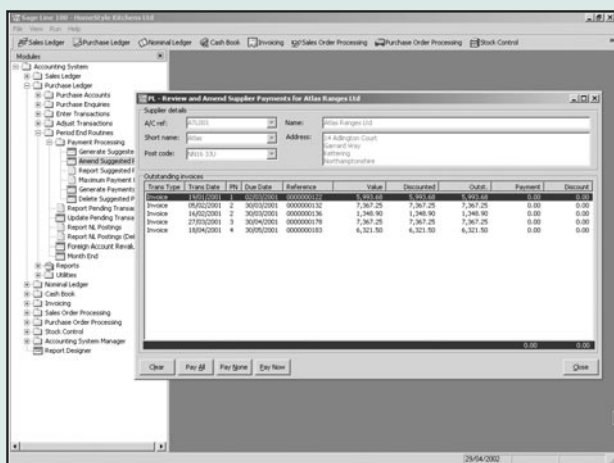 Sage Line 100 - HomeStyle Kitchens Ltd
File View Run Help
Sales Ledger Purchase Ledger Nominal Ledger Cash Book Invoicing Sales Order Processing Purchase Order Processing Stock Control
Modules
Accounting System
Sales Ledger
Purchase Ledger
Purchase Accounts
Purchase Enquiries
Enter Transactions
Adjust Transactions
Period End Routines
Payment Processing
Generate Suggeste
Amend Suggested P
Report Suggested P
Maximum Payment
Generate Payments
Delete Suggested P
Report Pending Transa
Update Pending Transa
Report NL Postings
Report NL Postings (De
Foreign Account Reval
Month End
Reports
Utilities
Nominal Ledger
Cash Book
Invoicing
Sales Order Processing
Purchase Order Processing
Stock Control
Accounting System Manager
Report Designer
PL - Review and Amend Supplier Payments for Atlas Ranges Ltd
Supplier details
A/C ref: ATL001 Name: Atlas Ranges Ltd
Short name: Atlas Address: 14 Adlington Court
Garrard Way
Post code: NN16 3JU Kettering
Northamptonshire
Outstanding invoices
Trans Type Trans Date PN Due Date Reference Value Discounted Outst. Payment Discount
Invoice 19/01/2001 1 02/03/2001 0000000122 5,993.68 5,993.68 5,993.68 0.00 0.00
Invoice 05/02/2001 2 30/03/2001 0000000132 7,367.25 7,367.25 7,367.25 0.00 0.00
Invoice 16/02/2001 2 30/03/2001 0000000136 1,348.90 1,348.90 1,348.90 0.00 0.00
Invoice 27/03/2001 3 30/04/2001 0000000178 7,367.25 7,367.25 7,367.25 0.00 0.00
Invoice 18/04/2001 4 30/05/2001 0000000183 6,321.50 6,321.50 6,321.50 0.00 0.00
0.00 0.00
Clear Pay All Pay None Pay Now Close
29/04/2002